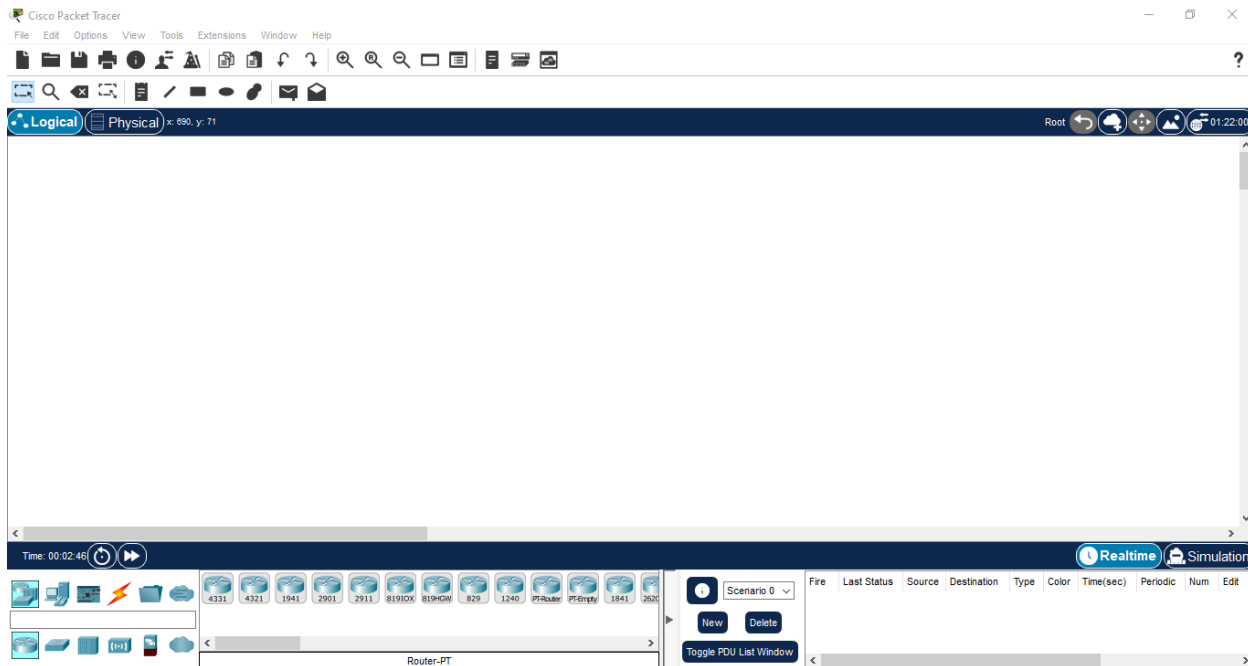 Cisco Packet Tracer
File Edit Options View Tools Extensions Window Help
?
Logical Physical x: 690, y: 71 Root 01:22:00
Time: 00:02:46 Realtime Simulation
4331 4321 1941 2901 2911 819IOX 819HGW 829 1240 PT-Router PT-Empty 1841
Scenario 0
New Delete
Toggle PDU List Window
Fire Last Status Source Destination Type Color Time(sec) Periodic Num Edit
Router-PT